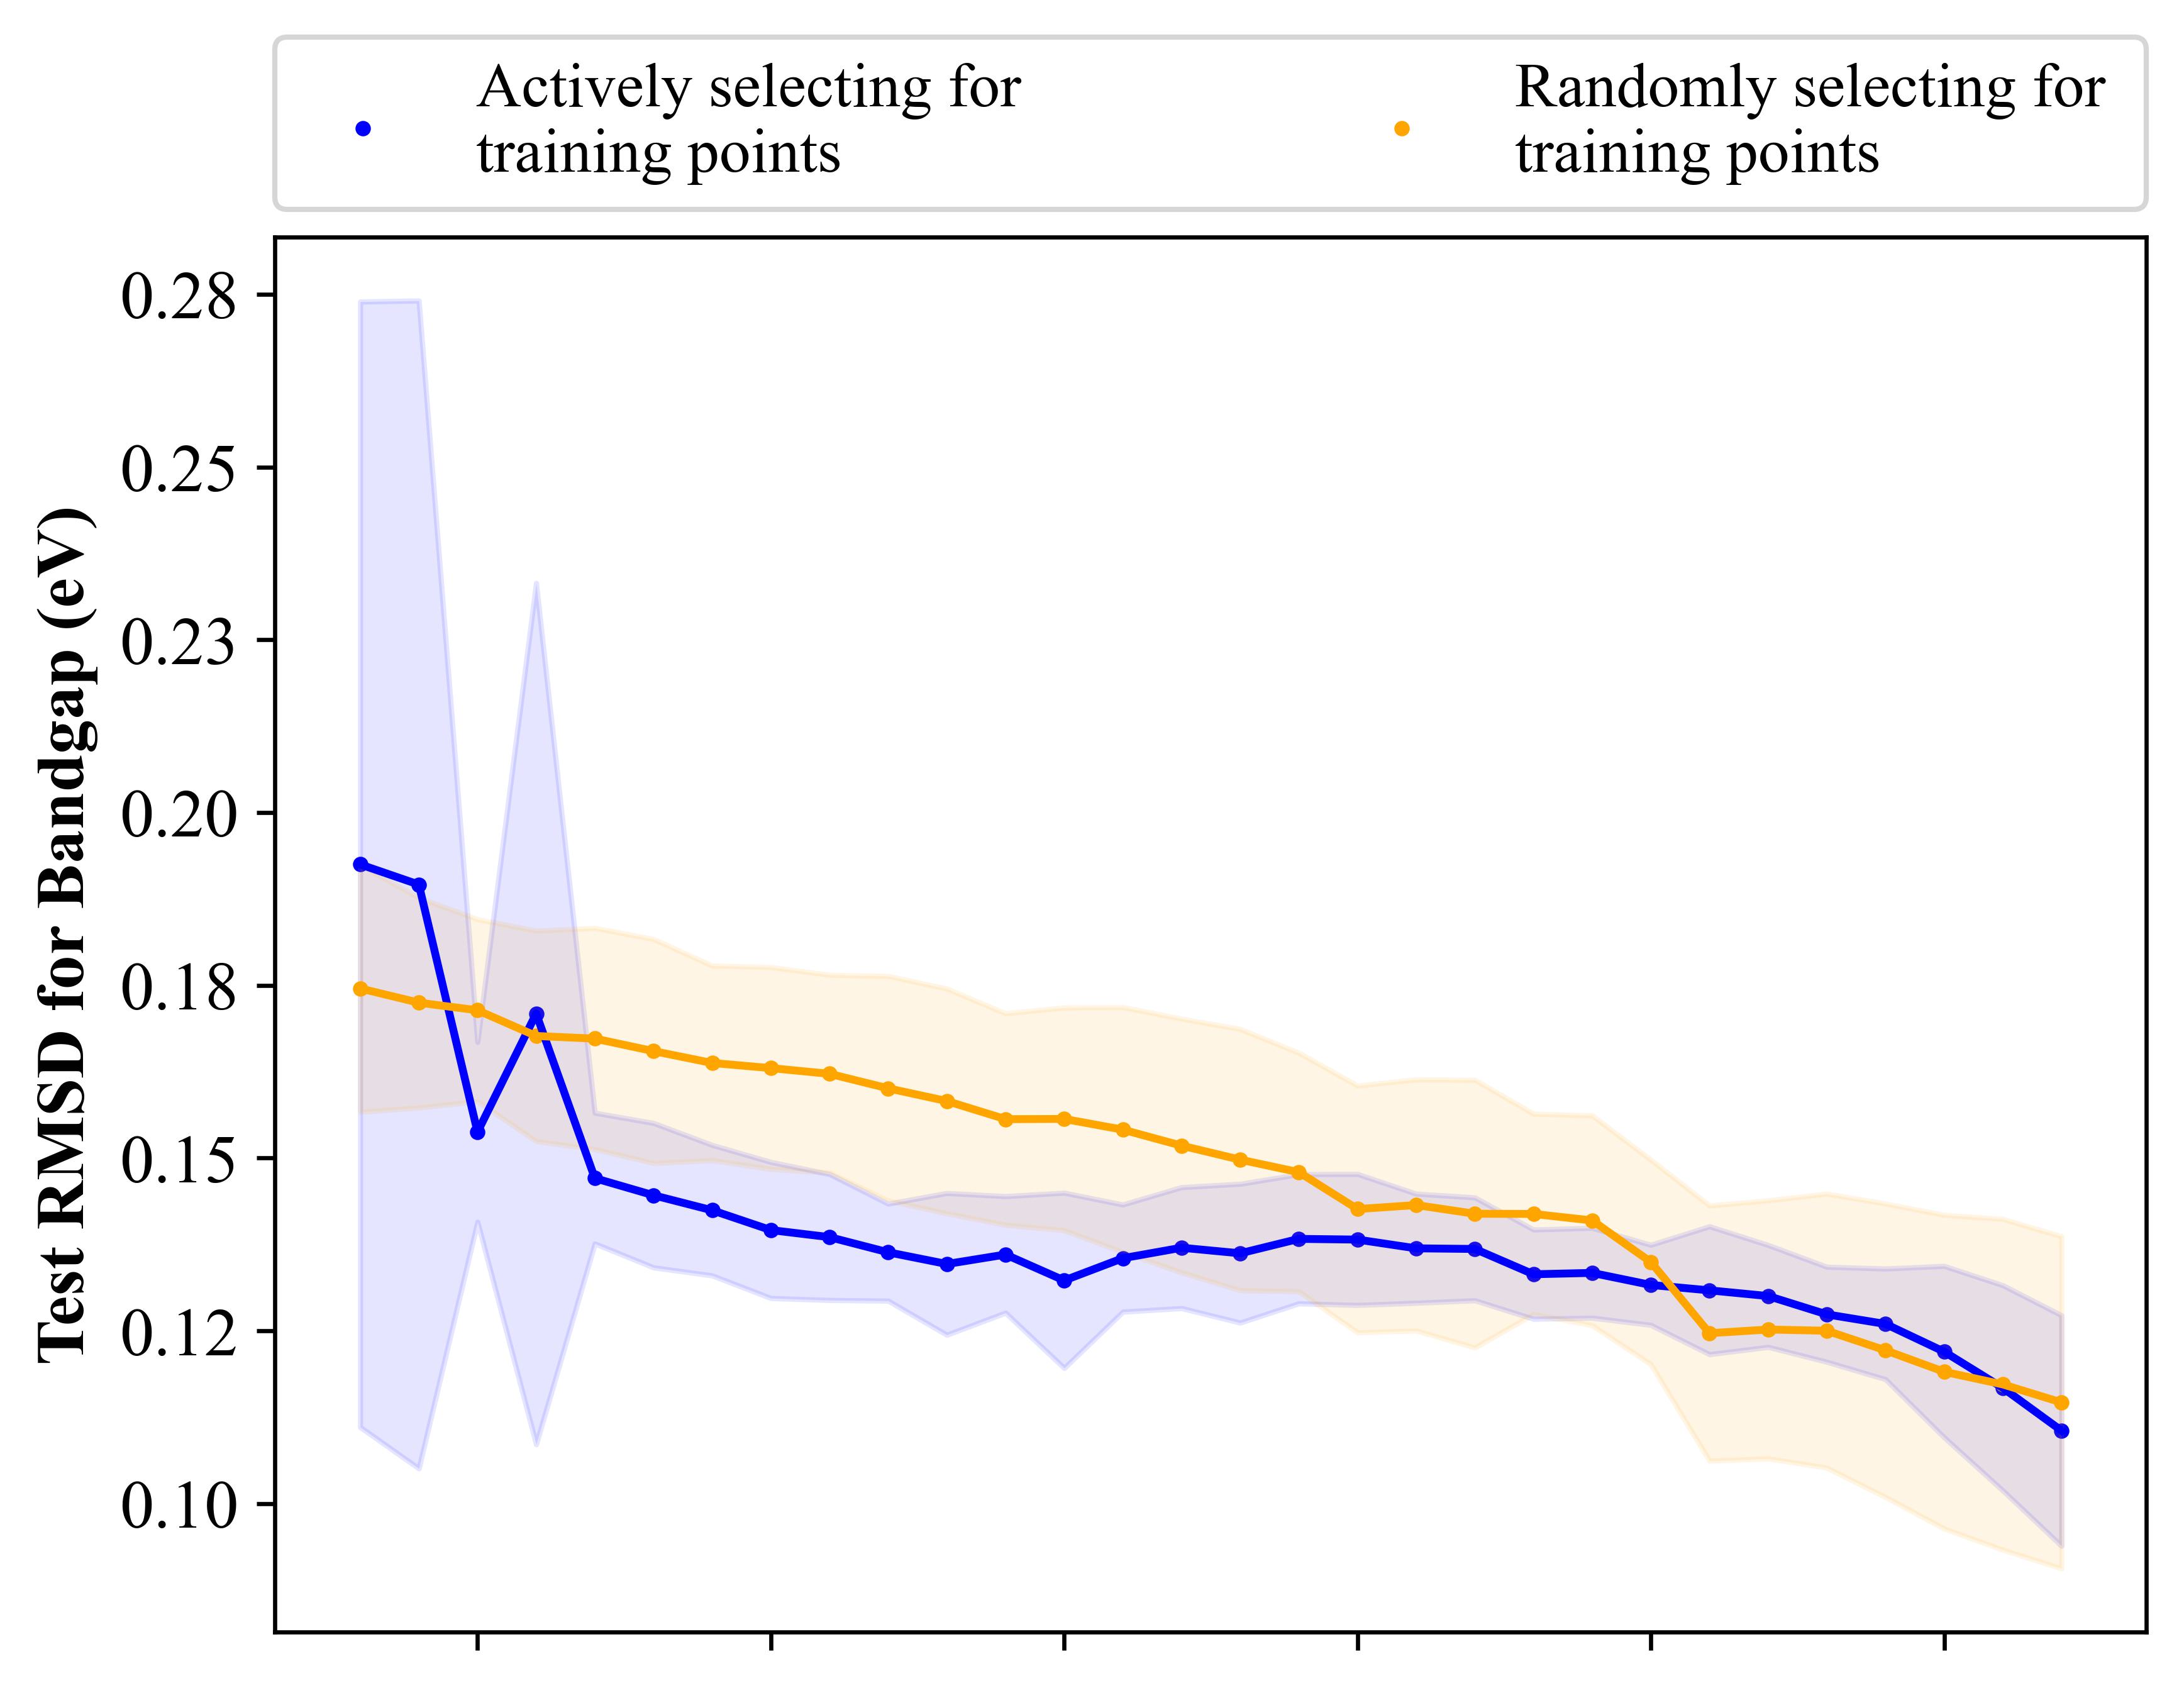 Actively selecting for
training points
Randomly selecting for
training points
Test RMSD for Bandgap (eV)
0.28
0.25
0.23
0.20
0.18
0.15
0.12
0.10